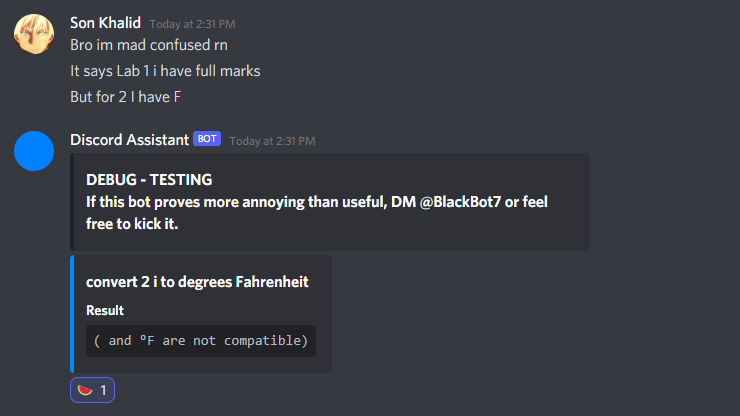 Son Khalid Today at 2:31 PM
Bro im mad confused rn
It says Lab 1 i have full marks
But for 2 I have F
Discord Assistant BOT Today at 2:31 PM
DEBUG - TESTING
If this bot proves more annoying than useful, DM @BlackBot7 or feel
free to kick it.
convert 2 i to degrees Fahrenheit
Result
( and °F are not compatible)
1